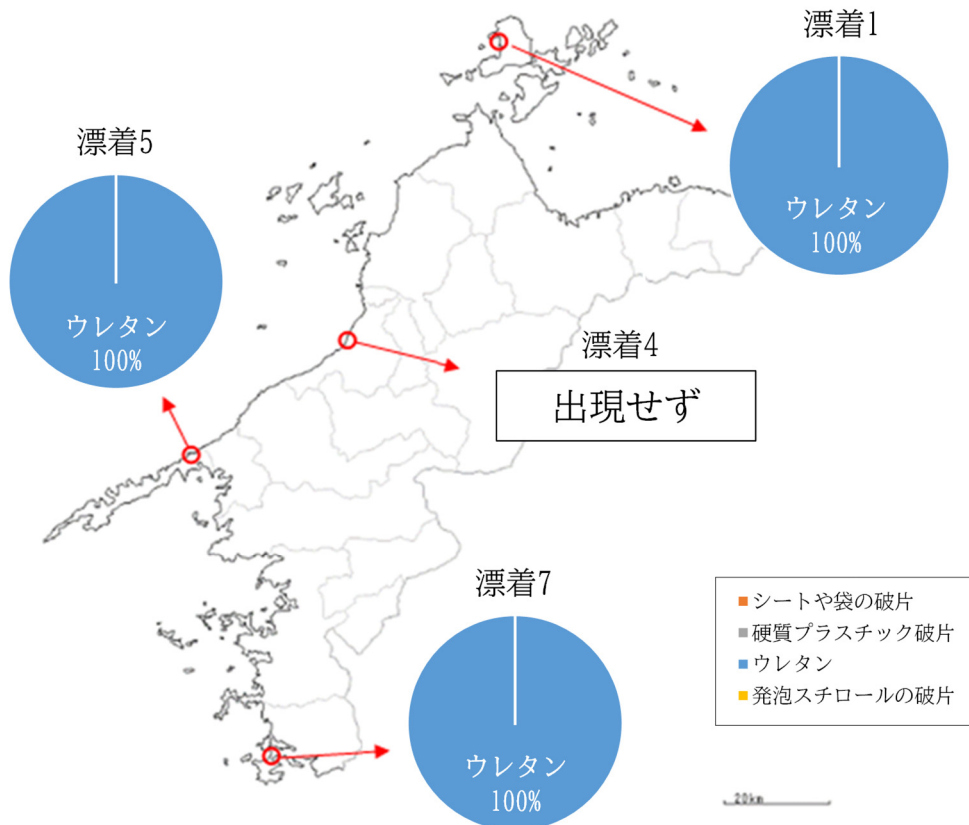 漂着1
ウレタン
100%
漂着5
ウレタン
100%
漂着4
出現せず
漂着7
ウレタン
100%
シートや袋の破片
硬質プラスチック破片
ウレタン
発泡スチロールの破片
20km